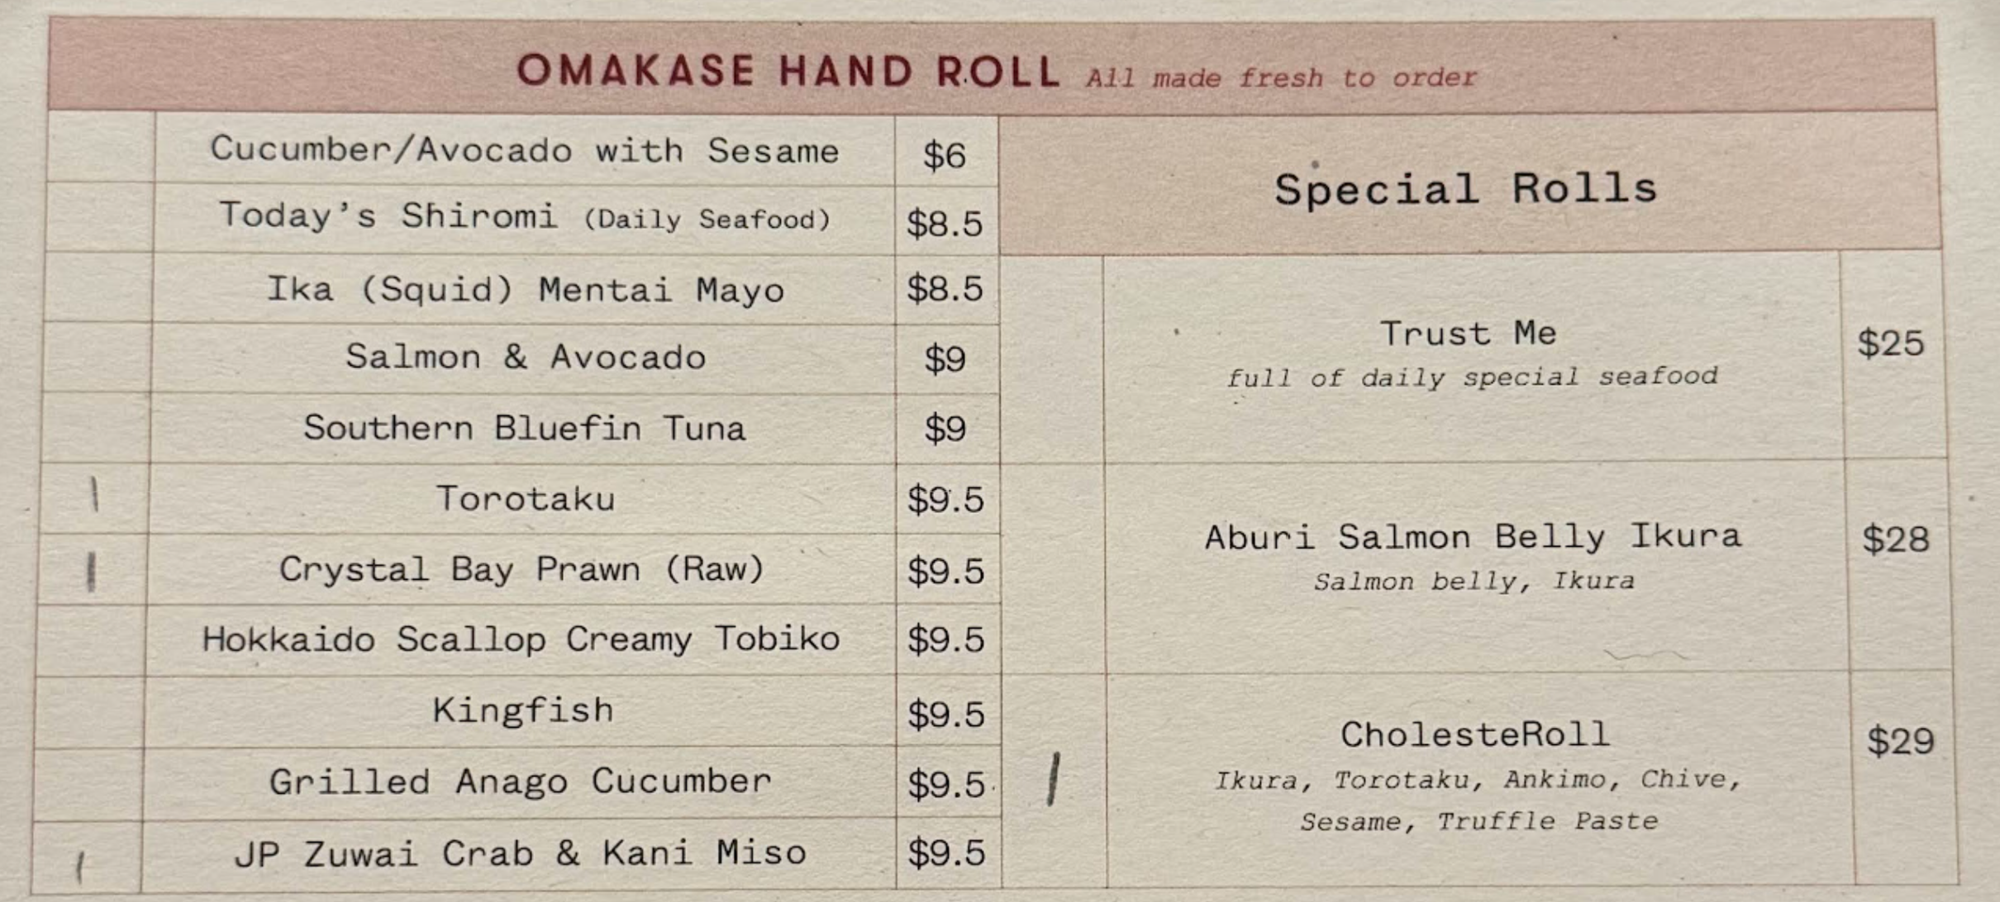 OMAKASE HAND ROLL All made fresh to order
Cucumber/Avocado with Sesame $6
Today's Shiromi (Daily Seafood) $8.5
Ika (Squid) Mentai Mayo $8.5
Salmon & Avocado $9
Southern Bluefin Tuna $9
| Torotaku $9.5
| Crystal Bay Prawn (Raw) $9.5
Hokkaido Scallop Creamy Tobiko $9.5
Kingfish $9.5
Grilled Anago Cucumber $9.5
| JP Zuwai Crab & Kani Miso $9.5
Special Rolls
Trust Me $25
full of daily special seafood
Aburi Salmon Belly Ikura $28
Salmon belly, Ikura
| CholesteRoll $29
Ikura, Torotaku, Ankimo, Chive,
Sesame, Truffle Paste